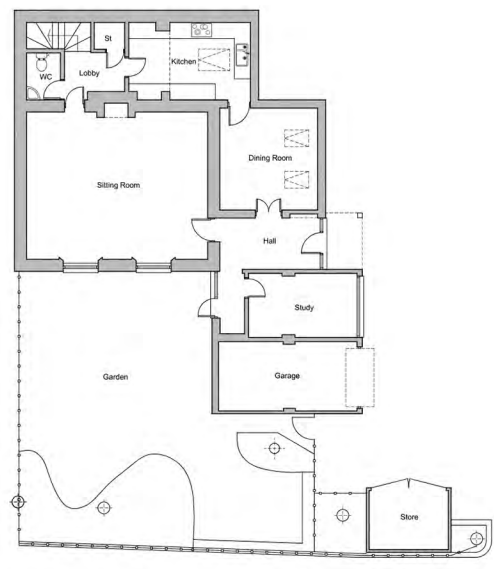 St
Kitchen
Lobby
WC
Dining Room
Sitting Room
Hall
Study
Garage
Garden
Store